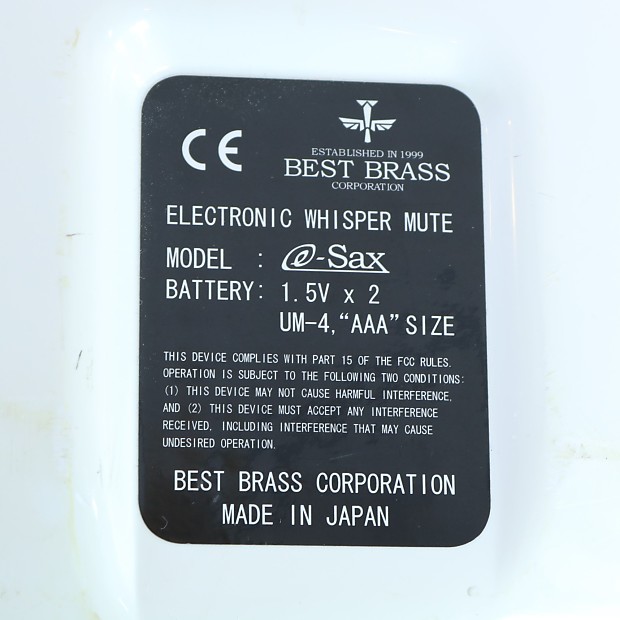 CE
ESTABLISHED IN 1999
BEST BRASS
CORPORATION
ELECTRONIC WHISPER MUTE
MODEL : e-Sax
BATTERY: 1.5V x 2
UM-4, “AAA” SIZE
THIS DEVICE COMPLIES WITH PART 15 OF THE FCC RULES.
OPERATION IS SUBJECT TO THE FOLLOWING TWO CONDITIONS:
(1) THIS DEVICE MAY NOT CAUSE HARMFUL INTERFERENCE,
AND (2) THIS DEVICE MUST ACCEPT ANY INTERFERENCE
RECEIVED, INCLUDING INTERFERENCE THAT MAY CAUSE
UNDESIRED OPERATION.
BEST BRASS CORPORATION
MADE IN JAPAN